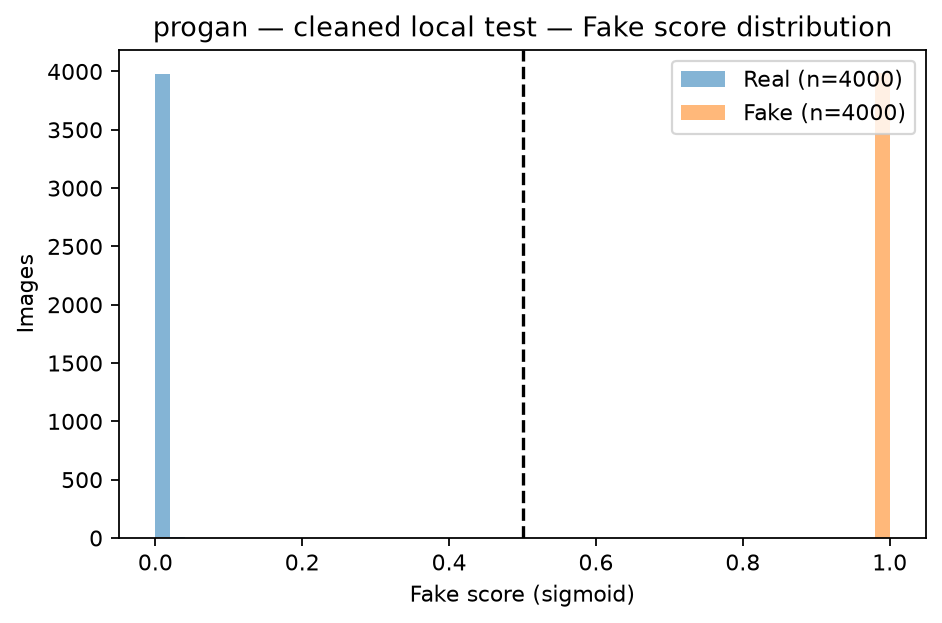 progan — cleaned local test — Fake score distribution
Real (n=4000)
Fake (n=4000)
4000
3500
3000
2500
2000
1500
1000
500
0
Images
0.0 0.2 0.4 0.6 0.8 1.0
Fake score (sigmoid)